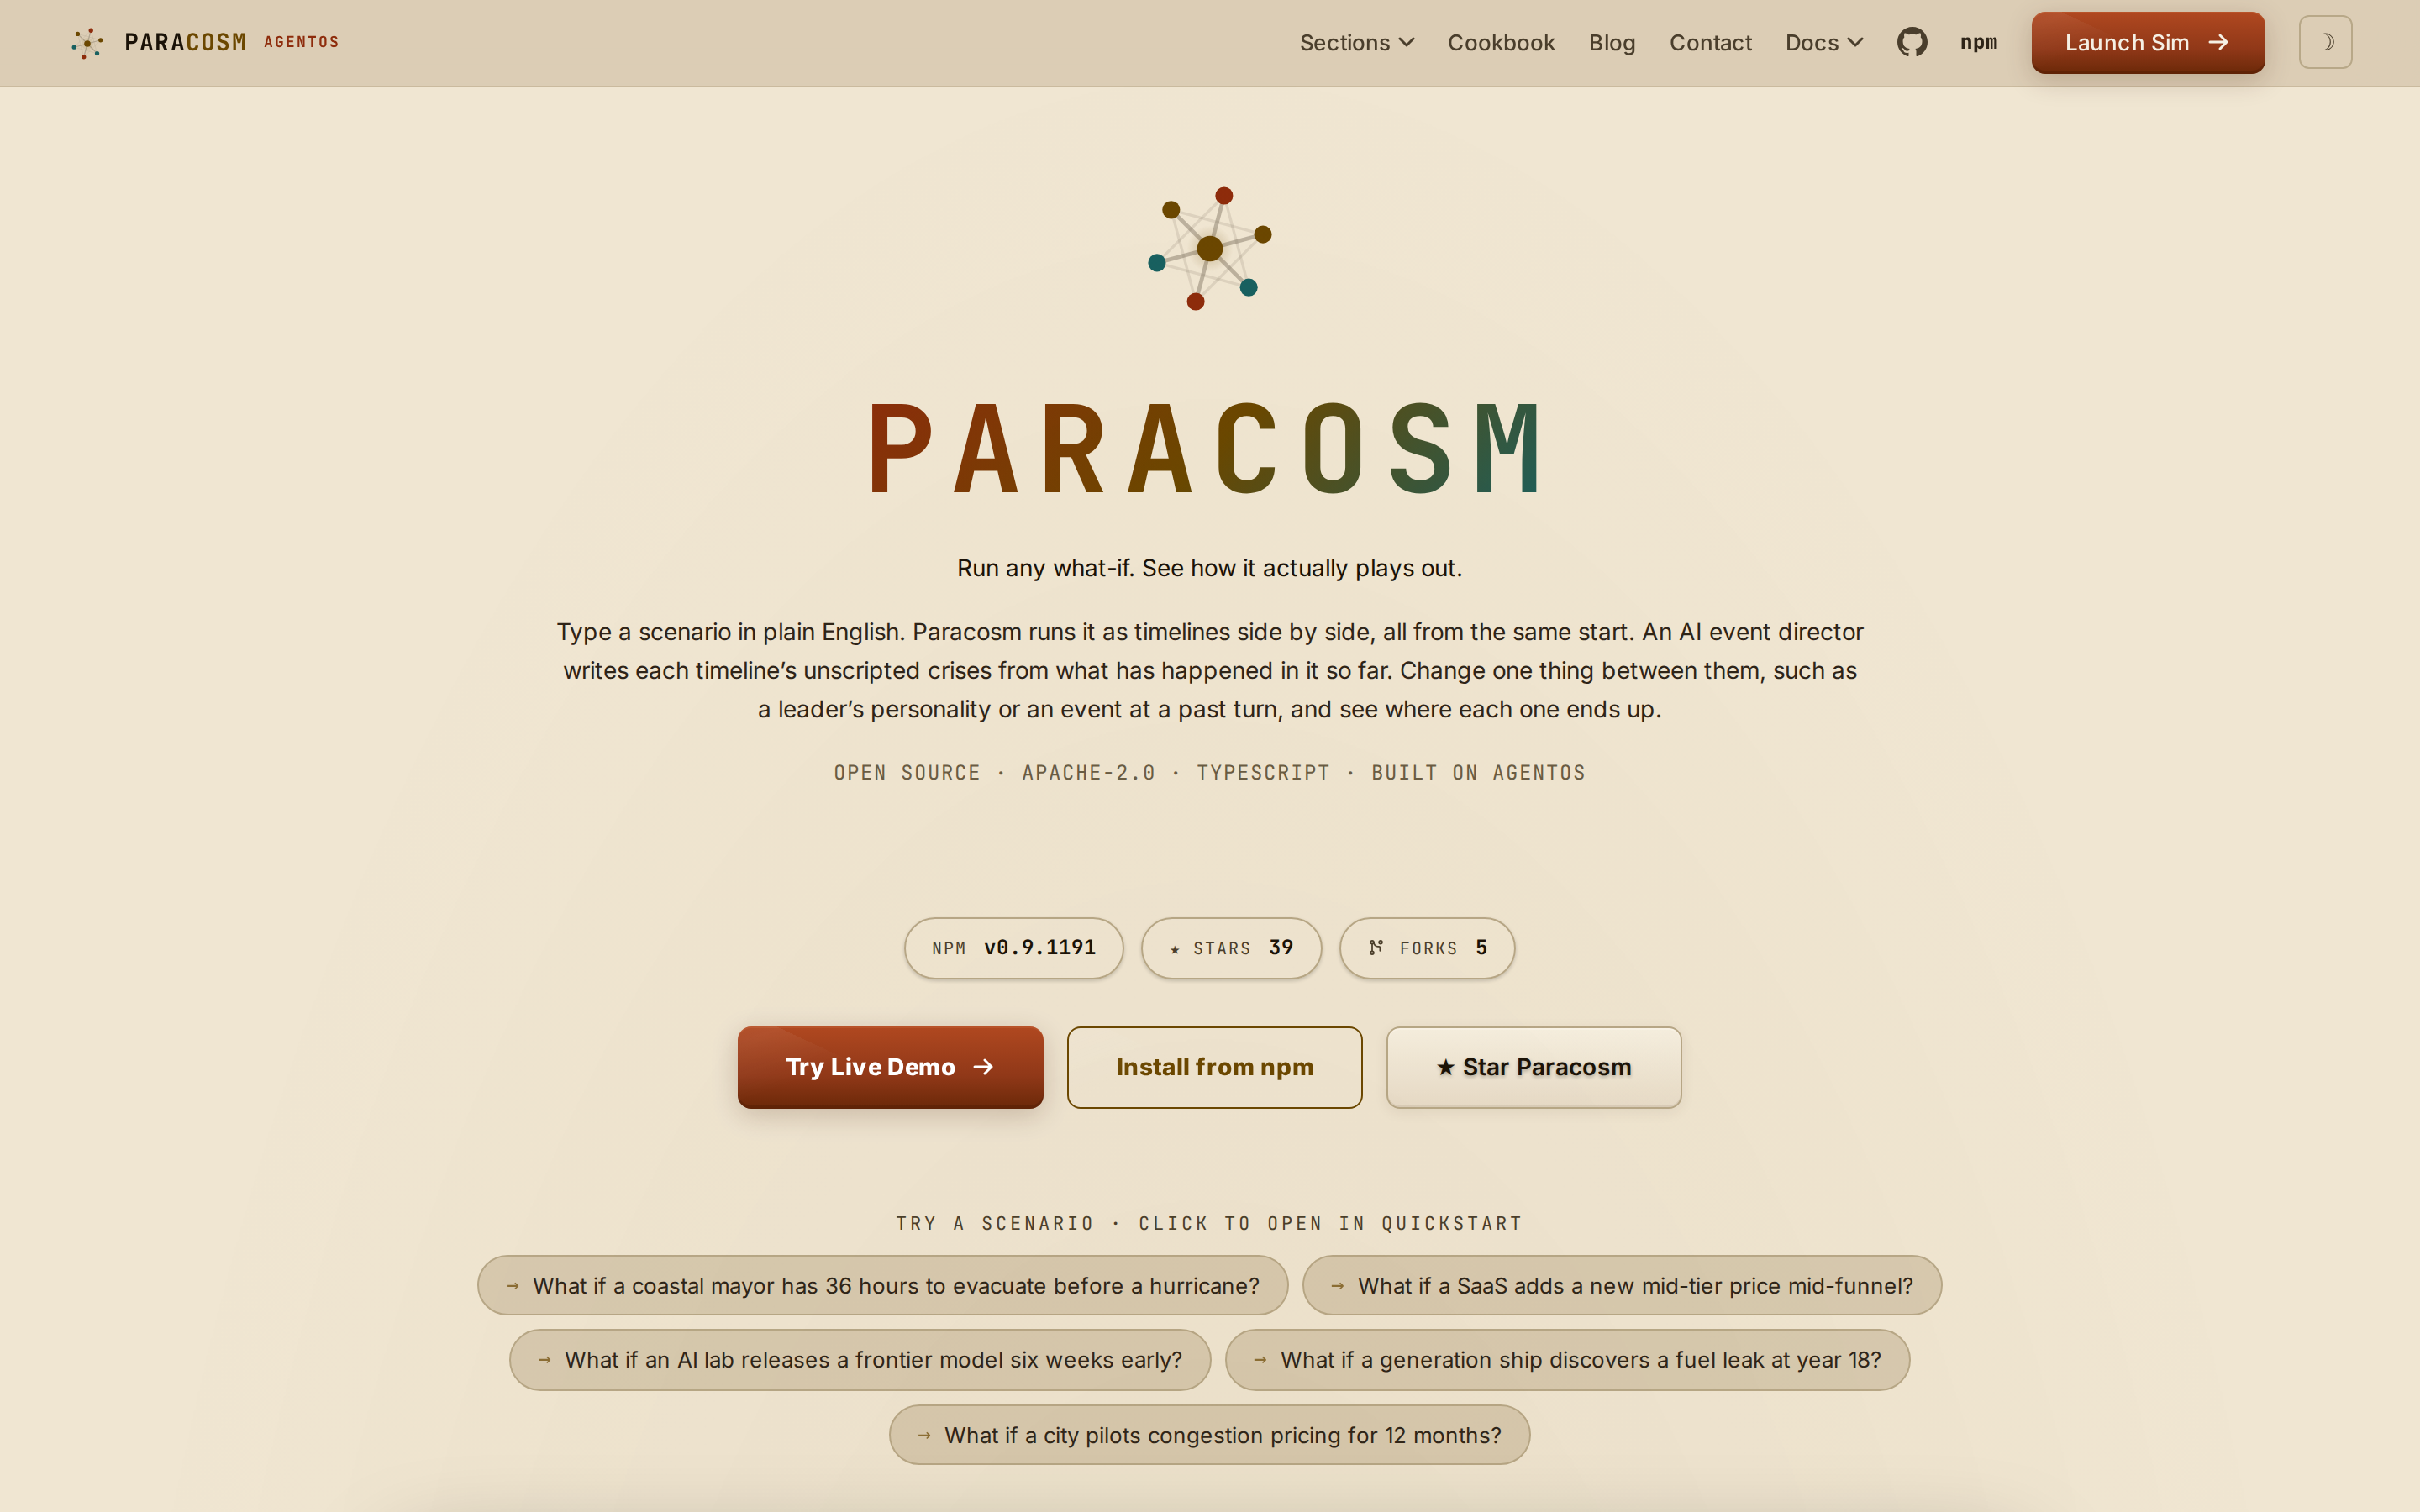 PARACOSM AGENTOS
Sections Cookbook Blog Contact Docs npm Launch Sim →
PARACOSM
Run any what-if. See how it actually plays out.
Type a scenario in plain English. Paracosm runs it as timelines side by side, all from the same start. An AI event director
writes each timeline’s unscripted crises from what has happened in it so far. Change one thing between them, such as
a leader’s personality or an event at a past turn, and see where each one ends up.
OPEN SOURCE · APACHE-2.0 · TYPESCRIPT · BUILT ON AGENTOS
NPM v0.9.1191 ★ STARS 39 FORKS 5
Try Live Demo → Install from npm ★ Star Paracosm
TRY A SCENARIO · CLICK TO OPEN IN QUICKSTART
→ What if a coastal mayor has 36 hours to evacuate before a hurricane? → What if a SaaS adds a new mid-tier price mid-funnel?
→ What if an AI lab releases a frontier model six weeks early? → What if a generation ship discovers a fuel leak at year 18?
→ What if a city pilots congestion pricing for 12 months?